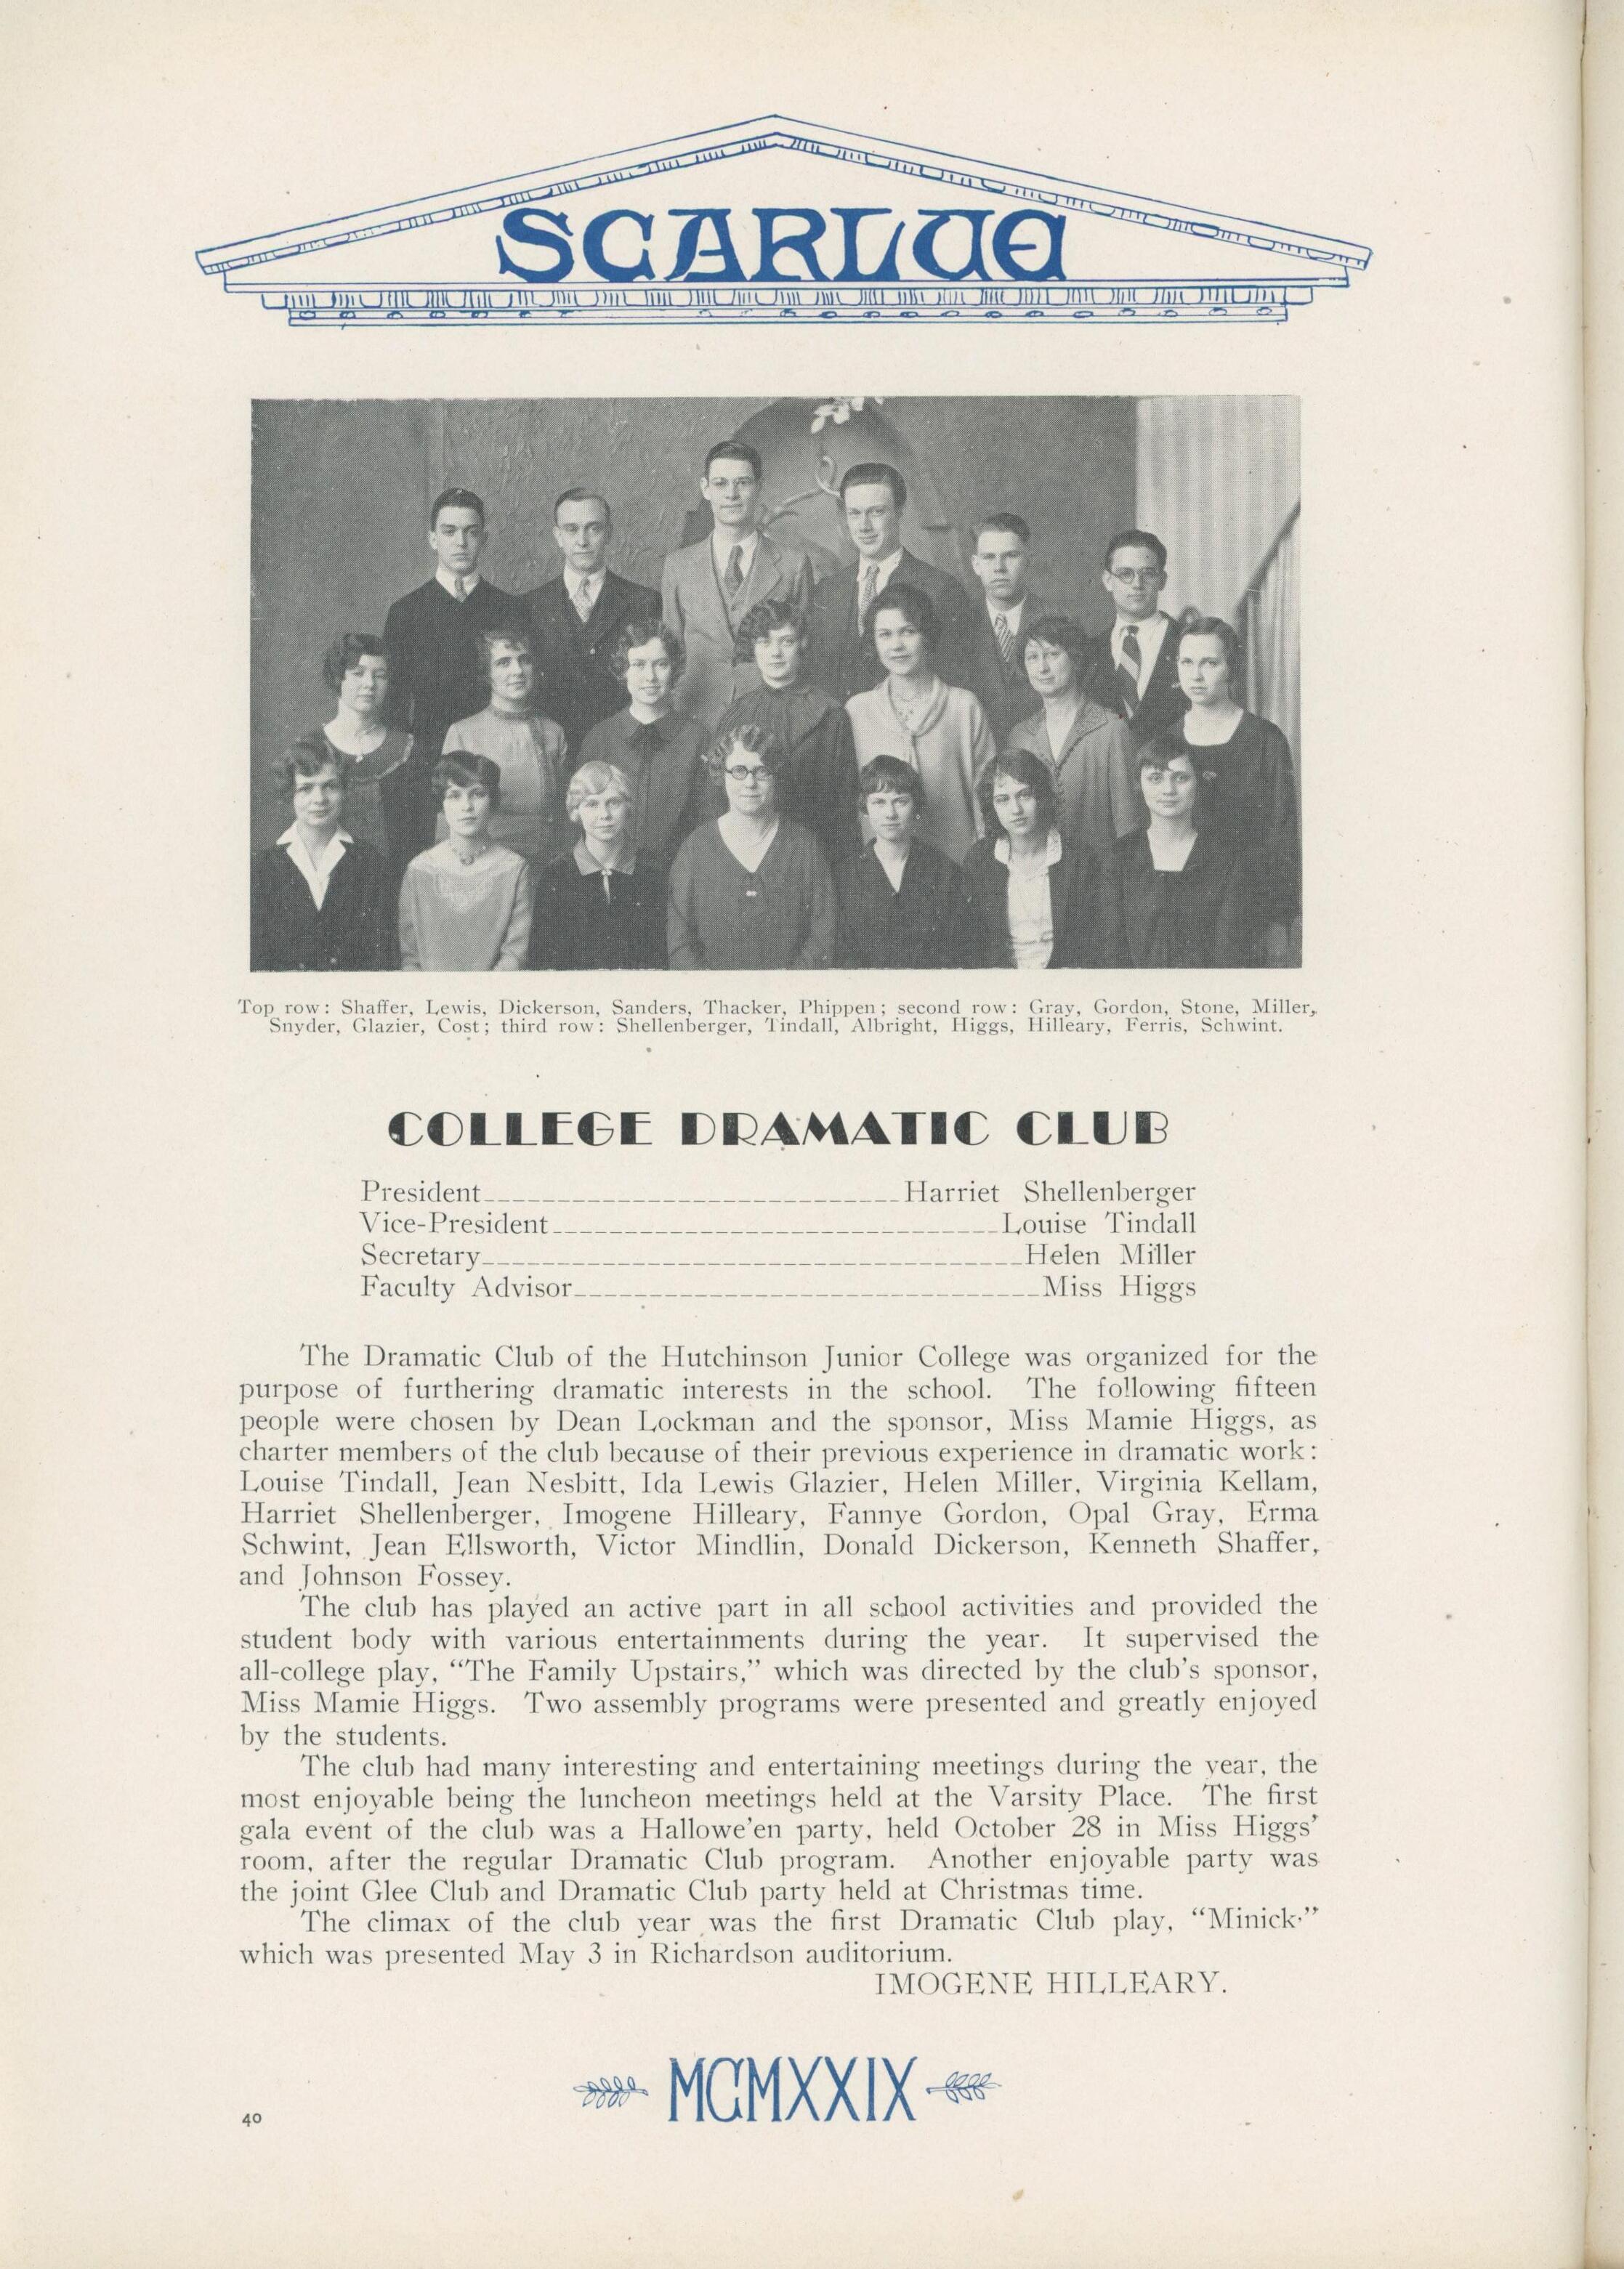 SCARLUE
Top row: Shaffer, Lewis, Dickerson, Sanders, Thacker, Phippen; second row: Gray, Gordon, Stone, Miller,
Snyder, Glazier, Cost; third row: Shellenberger, Tindall, Albright, Higgs, Hilleary, Ferris, Schwint.
COLLEGE DRAMATIC CLUB
President Harriet Shellenberger
Vice-President Louise Tindall
Secretary Helen Miller
Faculty Advisor Miss Higgs
The Dramatic Club of the Hutchinson Junior College was organized for the
purpose of furthering dramatic interests in the school. The following fifteen
people were chosen by Dean Lockman and the sponsor, Miss Mamie Higgs, as
charter members of the club because of their previous experience in dramatic work:
Louise Tindall, Jean Nesbitt, Ida Lewis Glazier, Helen Miller, Virginia Kellam,
Harriet Shellenberger, Imogene Hilleary, Fannye Gordon, Opal Gray, Erma
Schwint, Jean Ellsworth, Victor Mindlin, Donald Dickerson, Kenneth Shaffer,
and Johnson Fossey.
The club has played an active part in all school activities and provided the
student body with various entertainments during the year. It supervised the
all-college play, “The Family Upstairs,” which was directed by the club's sponsor,
Miss Mamie Higgs. Two assembly programs were presented and greatly enjoyed
by the students.
The club had many interesting and entertaining meetings during the year, the
most enjoyable being the luncheon meetings held at the Varsity Place. The first
gala event of the club was a Hallowe'en party, held October 28 in Miss Higgs'
room, after the regular Dramatic Club program. Another enjoyable party was
the joint Glee Club and Dramatic Club party held at Christmas time.
The climax of the club year was the first Dramatic Club play, “Minick,”
which was presented May 3 in Richardson auditorium.
IMOGENE HILLEARY.
MCMXXIX
40